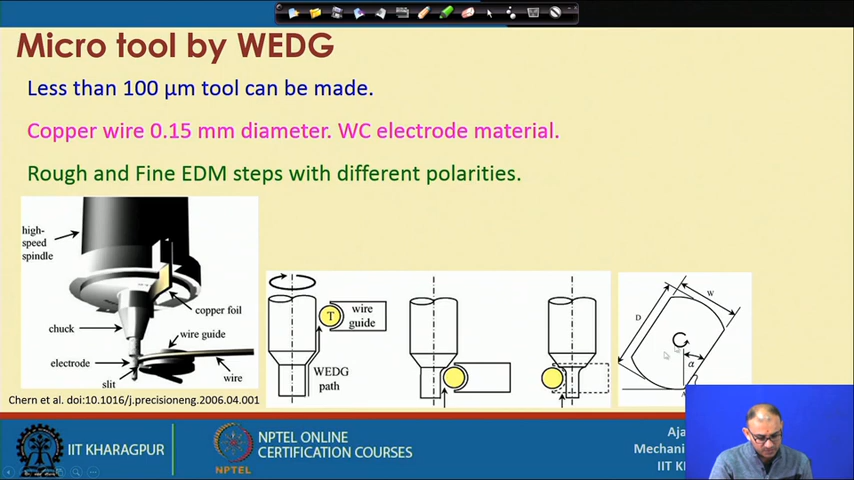 Micro tool by WEDG
Less than 100 µm tool can be made.
Copper wire 0.15 mm diameter. WC electrode material.
Rough and Fine EDM steps with different polarities.
high-
speed
spindle
copper foil
chuck
wire guide
electrode
slit
wire
T
wire
guide
WEDG
path
D
W
α
Chern et al. doi:10.1016/j.precisioneng.2006.04.001
IIT KHARAGPUR
NPTEL
NPTEL ONLINE
CERTIFICATION COURSES
Aja
Mechani
IIT K